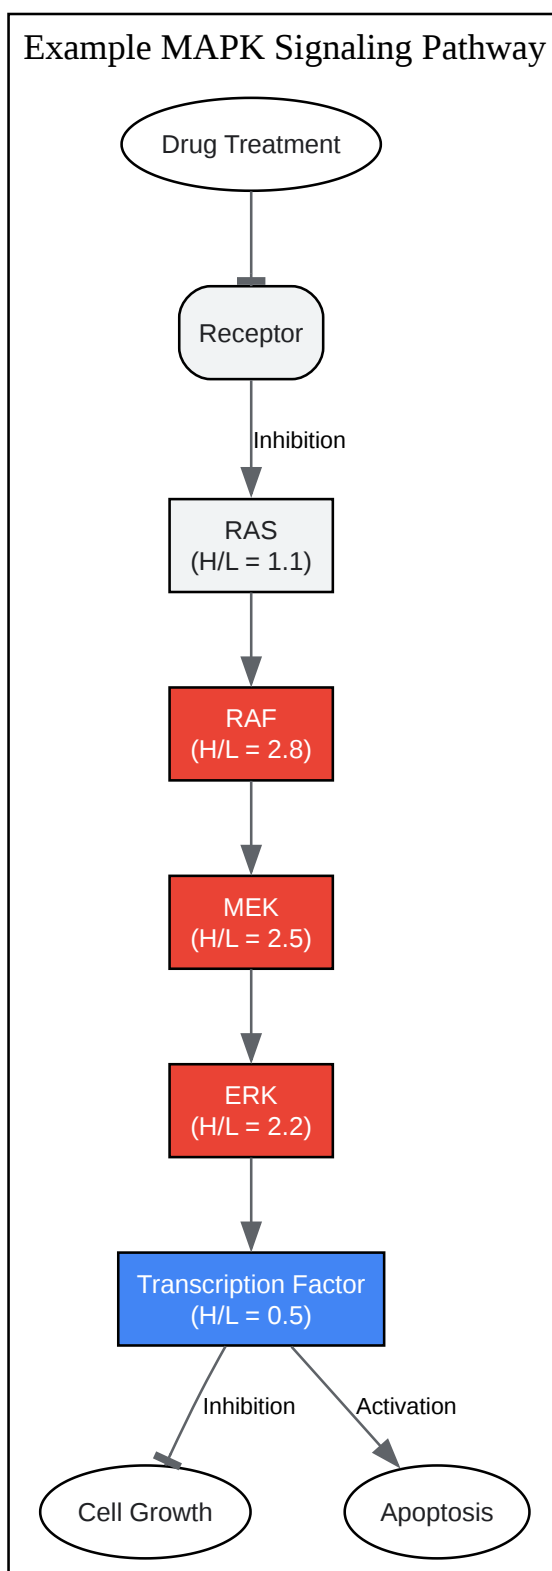 Example MAPK Signaling Pathway
Drug Treatment
Receptor
Inhibition
RAS
(H/L = 1.1)
RAF
(H/L = 2.8)
MEK
(H/L = 2.5)
ERK
(H/L = 2.2)
Transcription Factor
(H/L = 0.5)
Inhibition
Activation
Cell Growth
Apoptosis